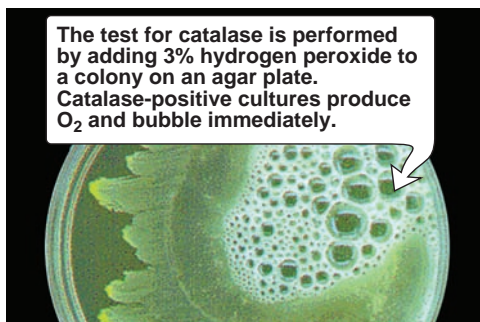 The test for catalase is performed
by adding 3% hydrogen peroxide to
a colony on an agar plate.
Catalase-positive cultures produce
O₂ and bubble immediately.